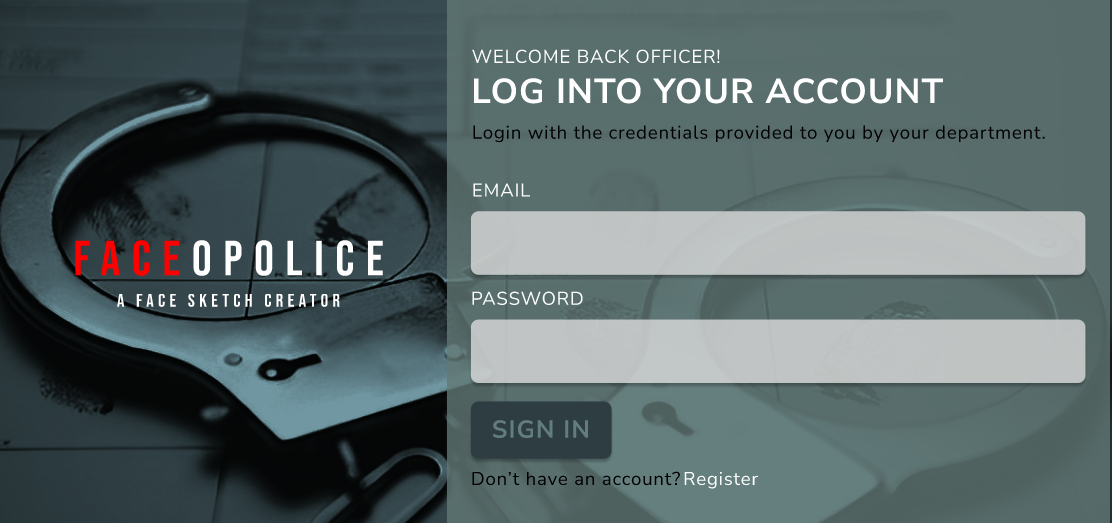 FACEOPOLICE
A FACE SKETCH CREATOR
WELCOME BACK OFFICER!
LOG INTO YOUR ACCOUNT
Login with the credentials provided to you by your department.
EMAIL
PASSWORD
SIGN IN
Don't have an account? Register